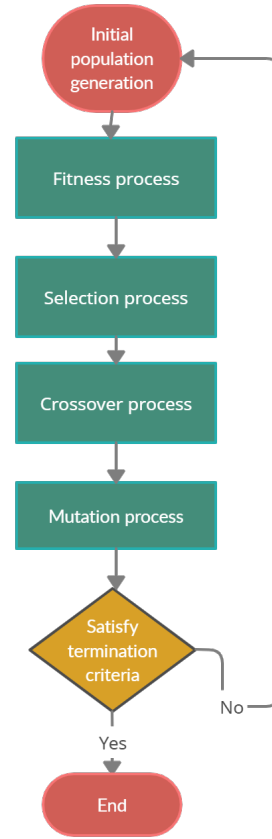 Initial
population
generation
Fitness process
Selection process
Crossover process
Mutation process
Satisfy
termination
criteria
No
Yes
End